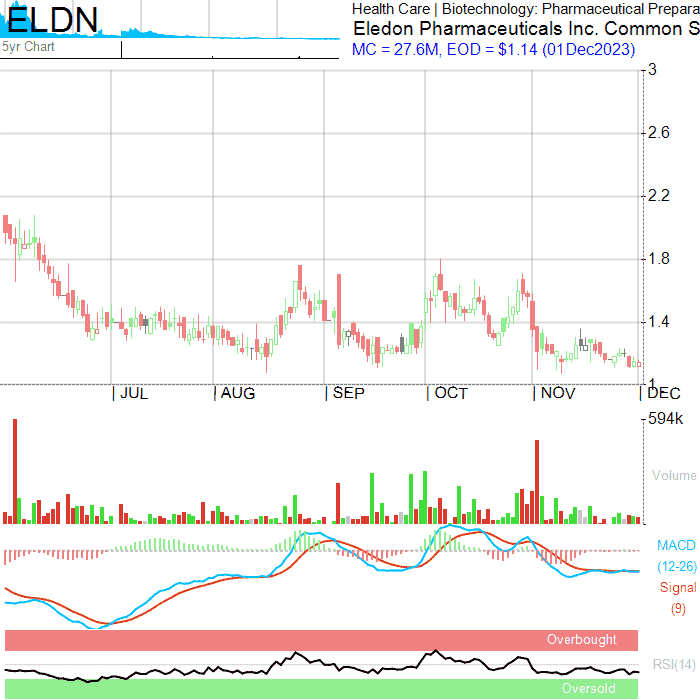 ELDN
5yr Chart
Health Care | Biotechnology: Pharmaceutical Prepara
Eledon Pharmaceuticals Inc. Common S
MC = 27.6M, EOD = $1.14 (01Dec2023)
3
2.6
2.2
1.8
1.4
1
JUL
AUG
SEP
OCT
NOV
DEC
594k
Volume
MACD
(12-26)
Signal
(9)
Overbought
RSI(14)
Oversold